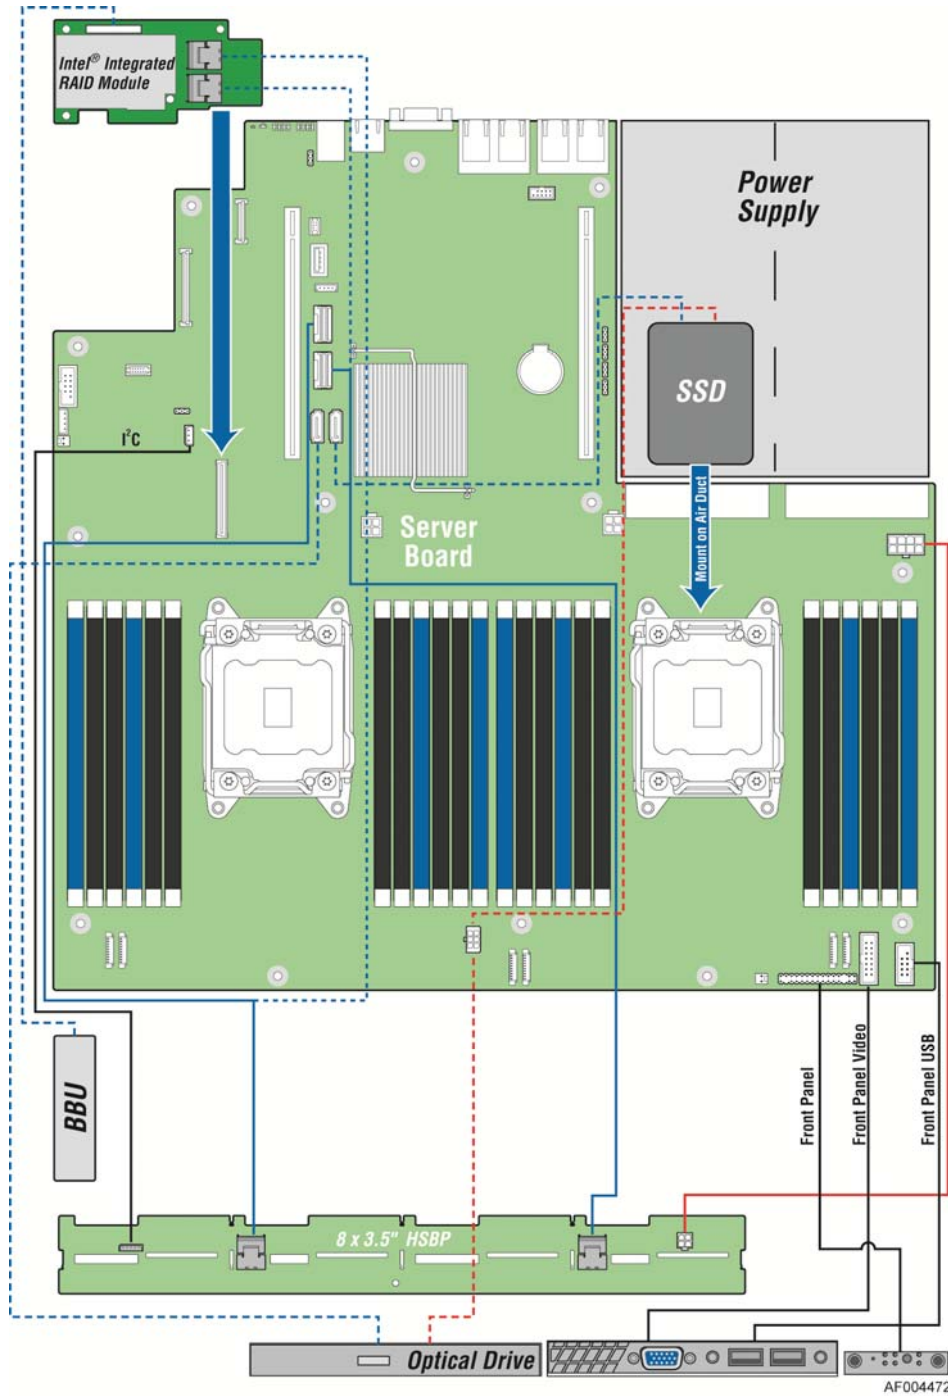 Intel® Integrated
RAID Module
Power
Supply
SSD
I²C
Mount on Air Duct
Server
Board
BBU
Front Panel
Front Panel Video
Front Panel USB
8 x 3.5" HSBP
Optical Drive
AF004472